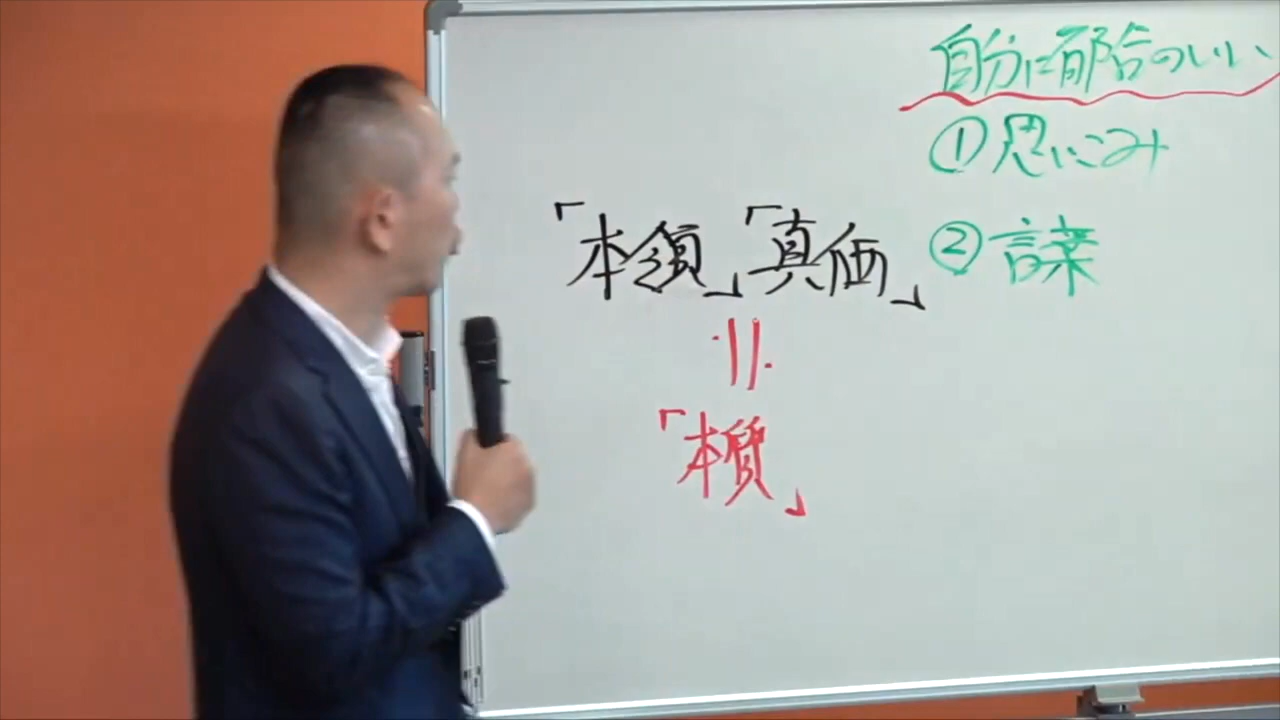 自分に都合のいい
①思いこみ
②言葉
「本領」「真価」
||
「本質」